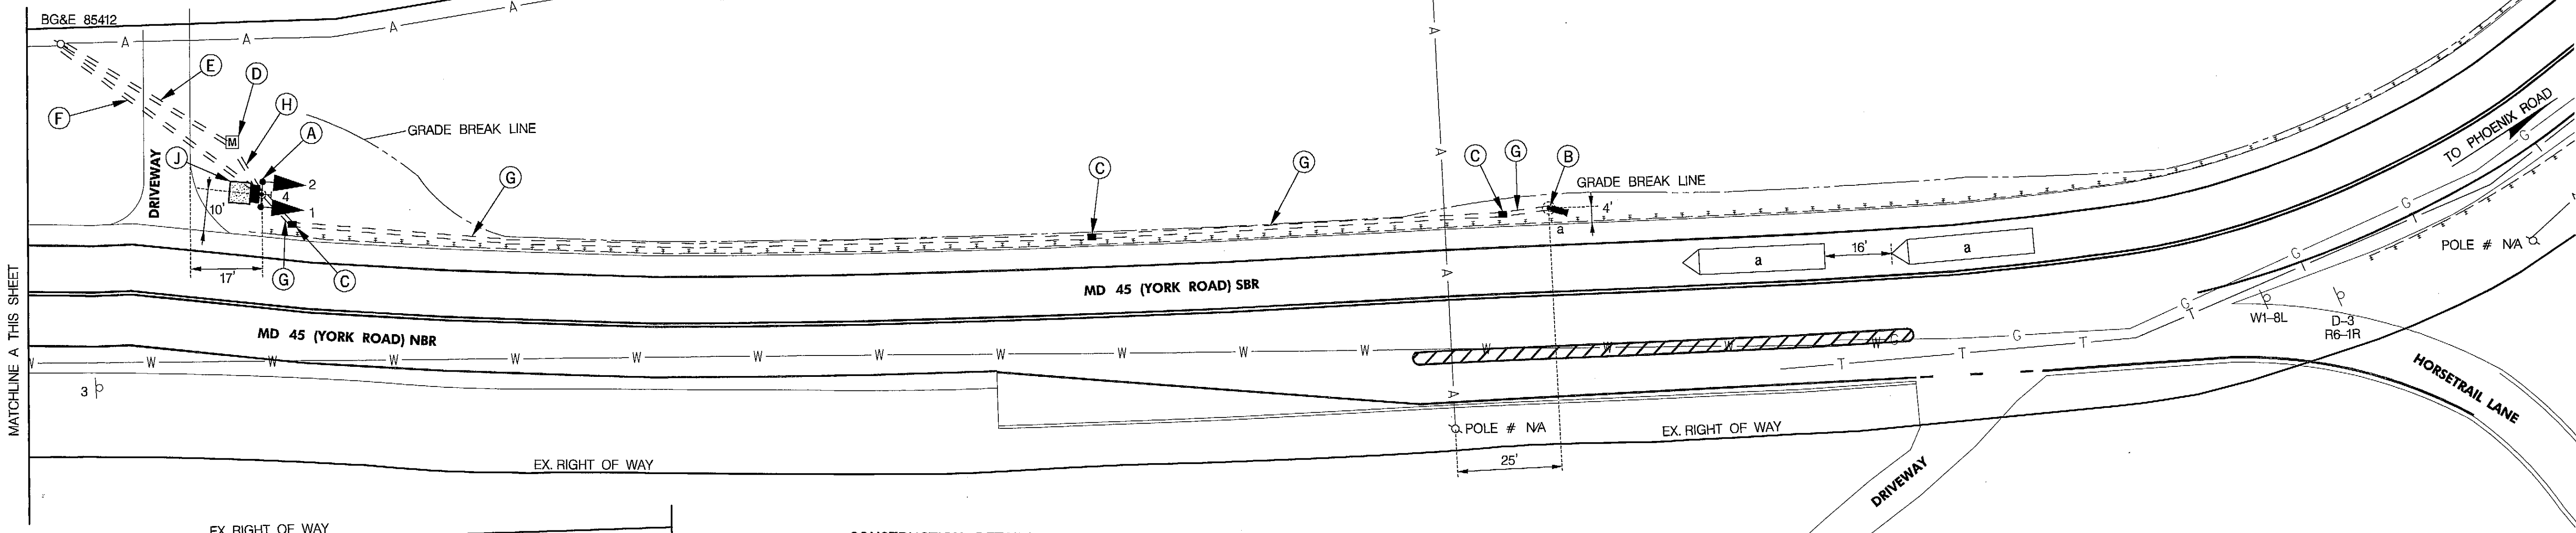 BG&E 85412
A
A
A
A
A
A
A
A
E
D
F
H
A
M
J
GRADE BREAK LINE
DRIVEWAY
2
4
1
10'
17'
G
C
G
C
G
C
G
B
GRADE BREAK LINE
4'
a
a
16'
a
TO PHOENIX ROAD
G
T
G
T
G
T
G
T
POLE # N/A
MD 45 (YORK ROAD) SBR
MD 45 (YORK ROAD) NBR
MATCHLINE A THIS SHEET
W W W W W W W W W W W W W W W W G
T T G T
W1-8L
D-3
R6-1R
HORSETRAIL LANE
3
POLE # N/A
EX. RIGHT OF WAY
EX. RIGHT OF WAY
25'
DRIVEWAY
EX. RIGHT OF WAY